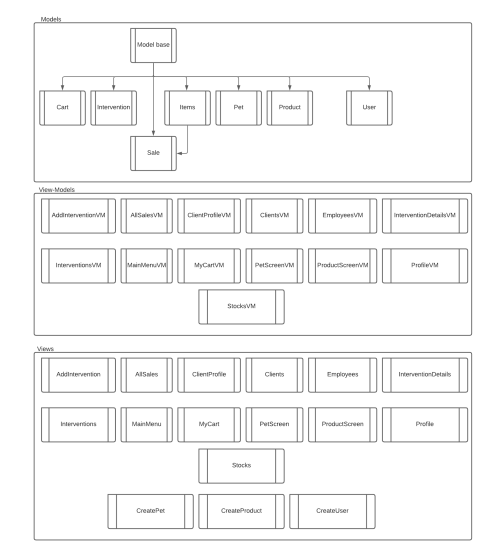 Models
Model base
Cart
Intervention
Items
Pet
Product
User
Sale
View-Models
AddInterventionVM
AllSalesVM
ClientProfileVM
ClientsVM
EmployeesVM
InterventionDetailsVM
InterventionsVM
MainMenuVM
MyCartVM
PetScreenVM
ProductScreenVM
ProfileVM
StocksVM
Views
AddIntervention
AllSales
ClientProfile
Clients
Employees
InterventionDetails
Interventions
MainMenu
MyCart
PetScreen
ProductScreen
Profile
Stocks
CreatePet
CreateProduct
CreateUser